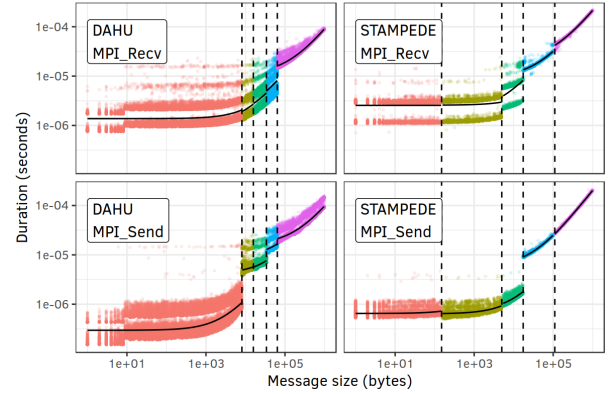 DAHU
MPI_Recv
STAMPEDE
MPI_Recv
1e−04
1e−05
1e−06
Duration (seconds)
DAHU
MPI_Send
STAMPEDE
MPI_Send
1e−04
1e−05
1e−06
1e+01
1e+03
1e+05
1e+01
1e+03
1e+05
Message size (bytes)